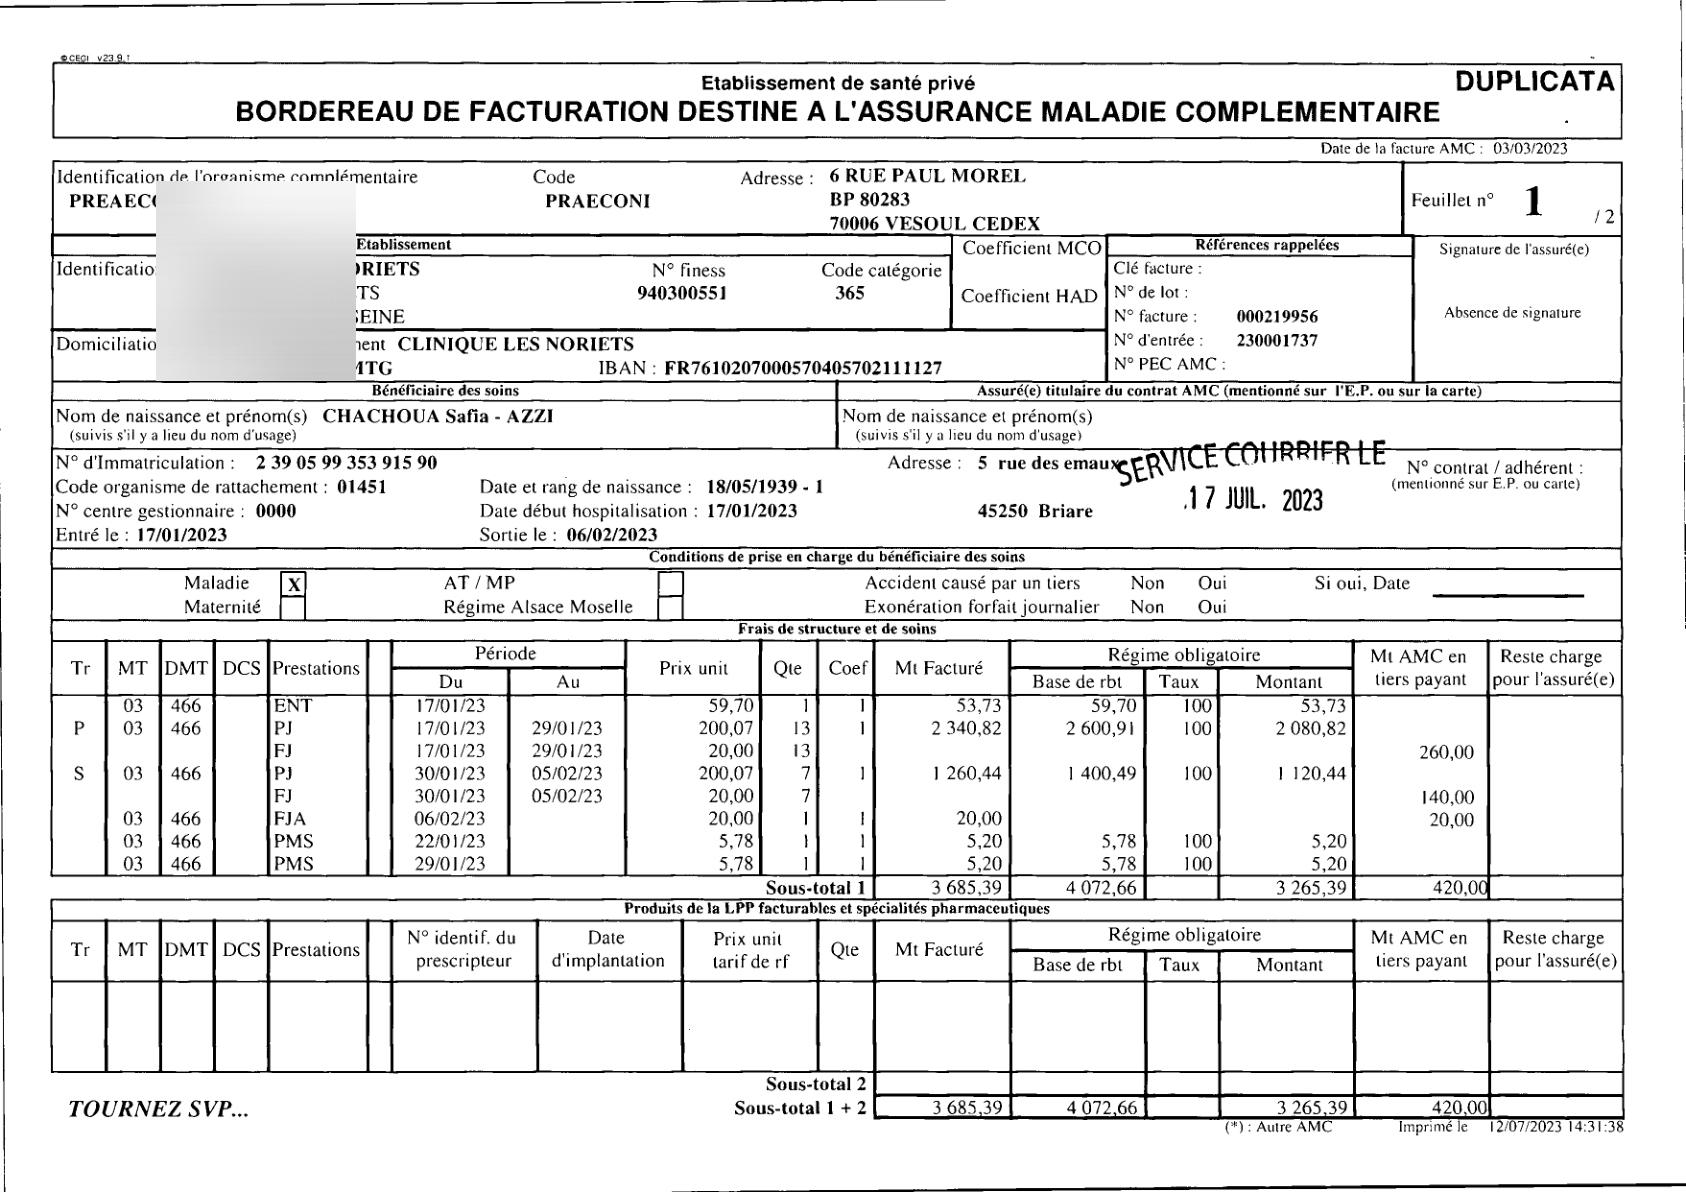 © CEGI v23.9.1
Etablissement de santé privé
DUPLICATA
BORDEREAU DE FACTURATION DESTINE A L'ASSURANCE MALADIE COMPLEMENTAIRE
Date de la facture AMC : 03/03/2023
Identification de l'organisme complémentaire Code Adresse : 6 RUE PAUL MOREL
PRAECONI BP 80283 Feuillet n° 1 / 2
70006 VESOUL CEDEX
Etablissement Coefficient MCO Références rappelées Signature de l'assuré(e)
N° finess Code catégorie Clé facture :
940300551 365 Coefficient HAD N° de lot :
N° facture : 000219956 Absence de signature
CLINIQUE LES NORIETS N° d'entrée : 230001737
IBAN : FR7610207000570405702111127 N° PEC AMC :
Bénéficiaire des soins Assuré(e) titulaire du contrat AMC (mentionné sur l'E.P. ou sur la carte)
Nom de naissance et prénom(s) CHACHOUA Safia - AZZI Nom de naissance et prénom(s)
(suivis s'il y a lieu du nom d'usage) (suivis s'il y a lieu du nom d'usage)
N° d'Immatriculation : 2 39 05 99 353 915 90 Adresse : 5 rue des emaux SERVICE COURRIER LE N° contrat / adhérent :
Code organisme de rattachement : 01451 Date et rang de naissance : 18/05/1939 - 1 17 JUIL. 2023 (mentionné sur E.P. ou carte)
N° centre gestionnaire : 0000 Date début hospitalisation : 17/01/2023 45250 Briare
Entré le : 17/01/2023 Sortie le : 06/02/2023
Conditions de prise en charge du bénéficiaire des soins
Maladie X AT / MP Accident causé par un tiers Non Oui Si oui, Date
Maternité Régime Alsace Moselle Exonération forfait journalier Non Oui
Frais de structure et de soins
Tr MT DMT DCS Prestations Période Prix unit Qte Coef Mt Facturé Régime obligatoire Mt AMC en tiers payant Reste charge pour l'assuré(e)
Du Au Base de rbt Taux Montant
03 466 ENT 17/01/23 59,70 1 1 53,73 59,70 100 53,73
P 03 466 PJ 17/01/23 29/01/23 200,07 13 1 2 340,82 2 600,91 100 2 080,82
FJ 17/01/23 29/01/23 20,00 13 260,00
S 03 466 PJ 30/01/23 05/02/23 200,07 7 1 1 260,44 1 400,49 100 1 120,44
FJ 30/01/23 05/02/23 20,00 7 140,00
03 466 FJA 06/02/23 20,00 1 1 20,00 20,00
03 466 PMS 22/01/23 5,78 1 1 5,20 5,78 100 5,20
03 466 PMS 29/01/23 5,78 1 1 5,20 5,78 100 5,20
Sous-total 1 3 685,39 4 072,66 3 265,39 420,00
Produits de la LPP facturables et spécialités pharmaceutiques
Tr MT DMT DCS Prestations N° identif. du prescripteur Date d'implantation Prix unit tarif de rf Qte Mt Facturé Régime obligatoire Mt AMC en tiers payant Reste charge pour l'assuré(e)
Base de rbt Taux Montant
Sous-total 2
TOURNEZ SVP... Sous-total 1 + 2 3 685,39 4 072,66 3 265,39 420,00
(*) : Autre AMC Imprimé le 12/07/2023 14:31:38